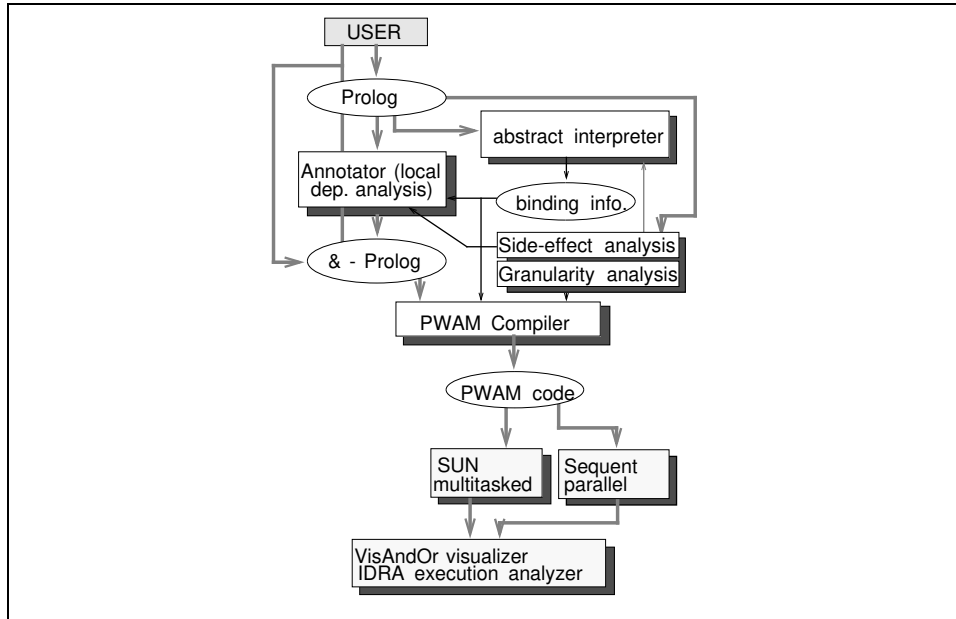 USER
Prolog
abstract interpreter
Annotator (local
dep. analysis)
binding info.
Side-effect analysis
& - Prolog
Granularity analysis
PWAM Compiler
PWAM code
SUN
multitasked
Sequent
parallel
VisAndOr visualizer
IDRA execution analyzer